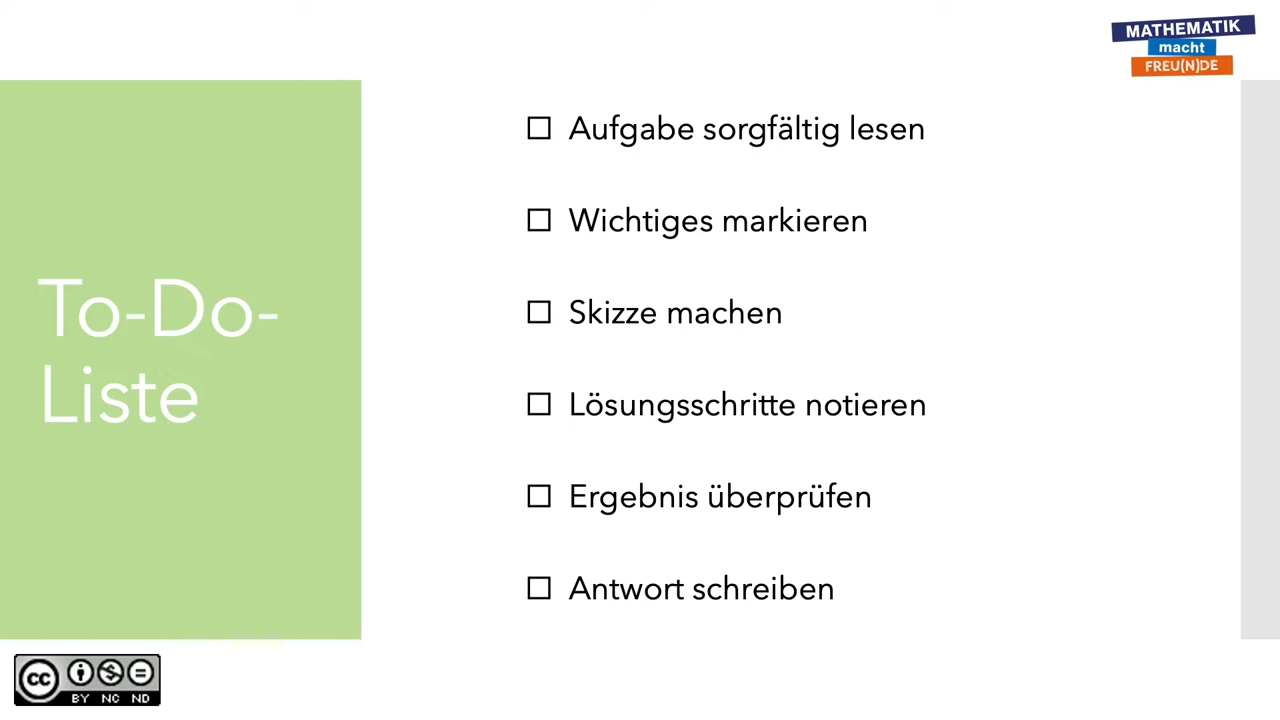 MATHEMATIK
macht
FREU(N)DE
To-Do-
Liste
Aufgabe sorgfältig lesen
Wichtiges markieren
Skizze machen
Lösungsschritte notieren
Ergebnis überprüfen
Antwort schreiben
cc
BY NC ND